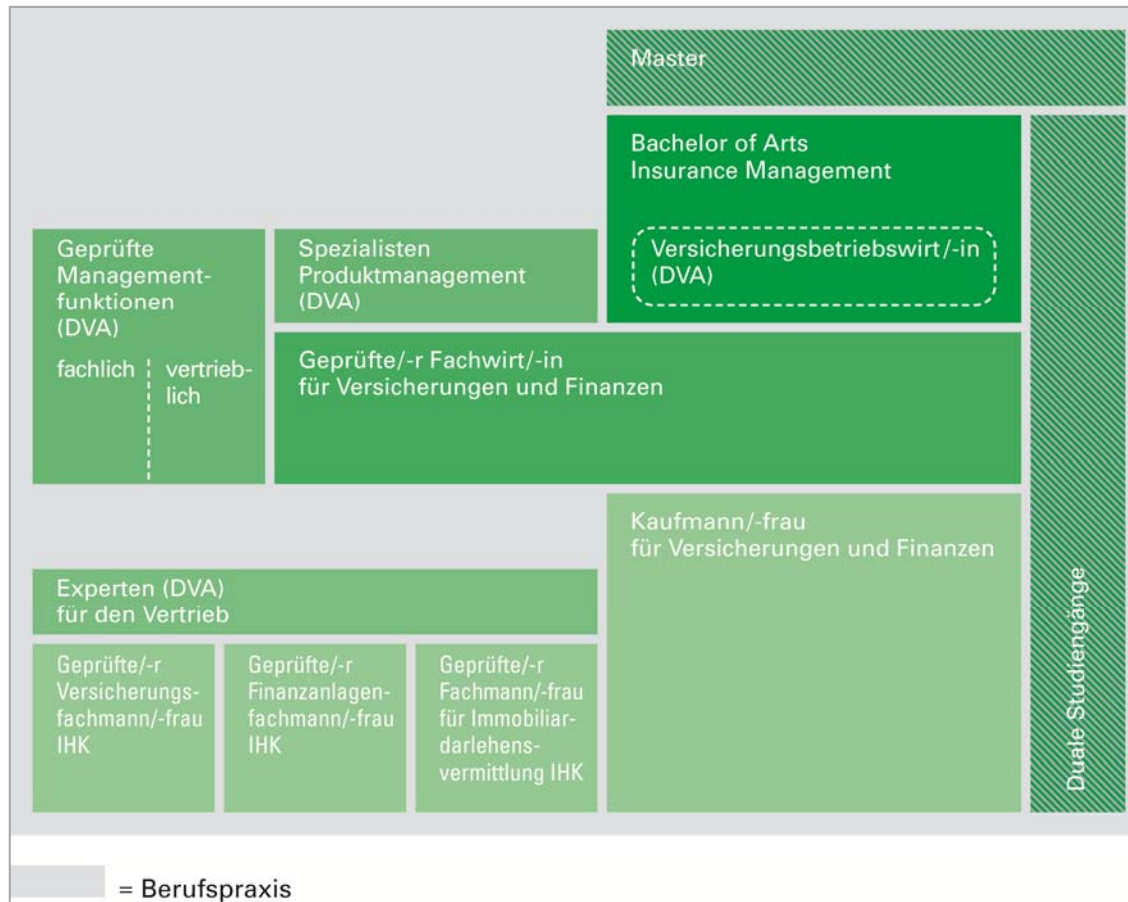 Master
Bachelor of Arts
Insurance Management
Versicherungsbetriebswirt/-in
(DVA)
Geprüfte
Management-
funktionen
(DVA)
fachlich
vertrieb-
lich
Spezialisten
Produktmanagement
(DVA)
Geprüfte/-r Fachwirt/-in
für Versicherungen und Finanzen
Kaufmann/-frau
für Versicherungen und Finanzen
Experten (DVA)
für den Vertrieb
Geprüfte/-r
Versicherungs-
fachmann/-frau
IHK
Geprüfte/-r
Finanzanlagen-
fachmann/-frau
IHK
Geprüfte/-r
Fachmann/-frau
für Immobiliar-
darlehens-
vermittlung IHK
Duale Studiengänge
= Berufspraxis